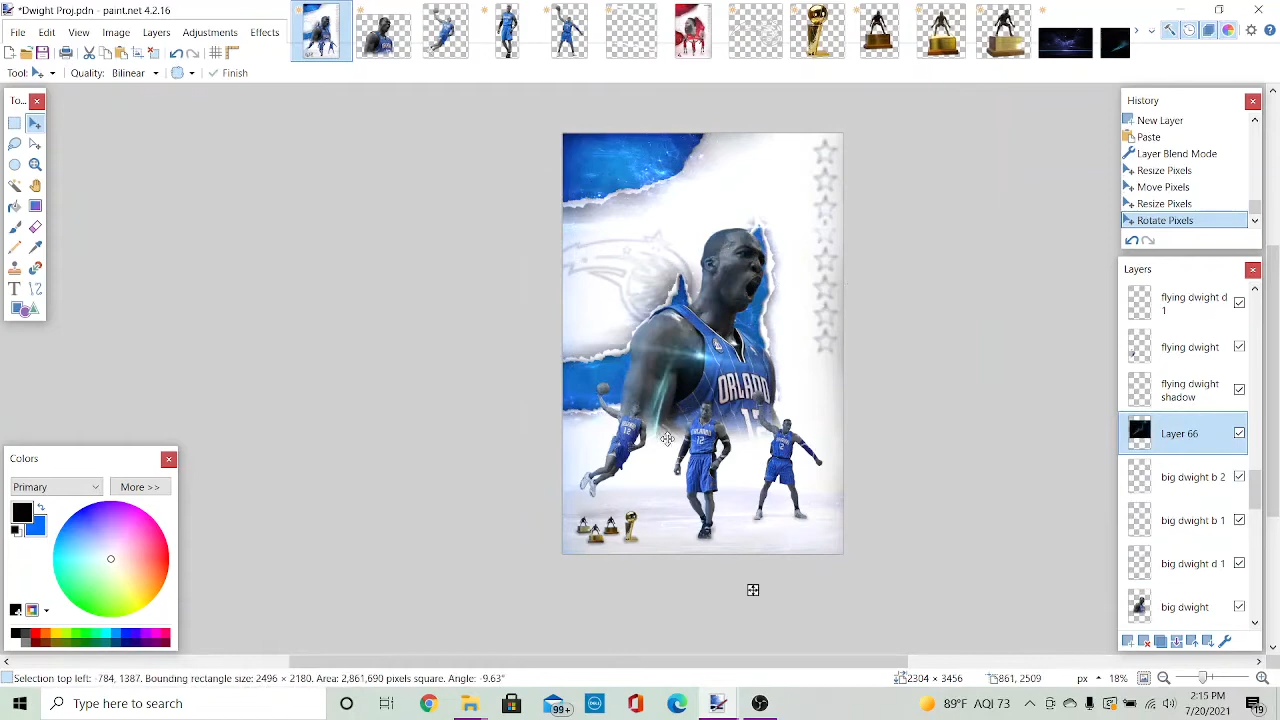 *Dwight Pro.pdn - paint.net 4.2.16
File Edit View Image Layers Adjustments Effects
Tool: Quality: Bilinear Finish
To...
History
New Layer
Paste
Layer Blend Mode
Resize Pixels
Move Pixels
Resize Pixels
Rotate Pixels
Layers
flying dwight d
1
flying dwight
flying dwight
shadow
Layer 66
big dwight b 2
big dwight b 1
big dwight d 1
ORLANDO
12
12
Colors
Primary More >>
Selection top left: -784, 1387. Bounding rectangle size: 2496 × 2180, Area: 2,861,690 pixels square. Angle: -9.63°
2304 × 3456
861, 2509
px
18%
Type here to search
99+
DELL
89°F AQI 73
2:15 PM
7/20/2021
19